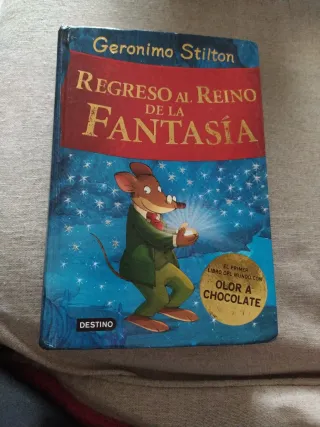 Geronimo Stilton
REGRESO AL REINO
DE LA
FANTASÍA
EL PRIMER
LIBRO DEL MUNDO CON
OLOR A
CHOCOLATE
DESTINO